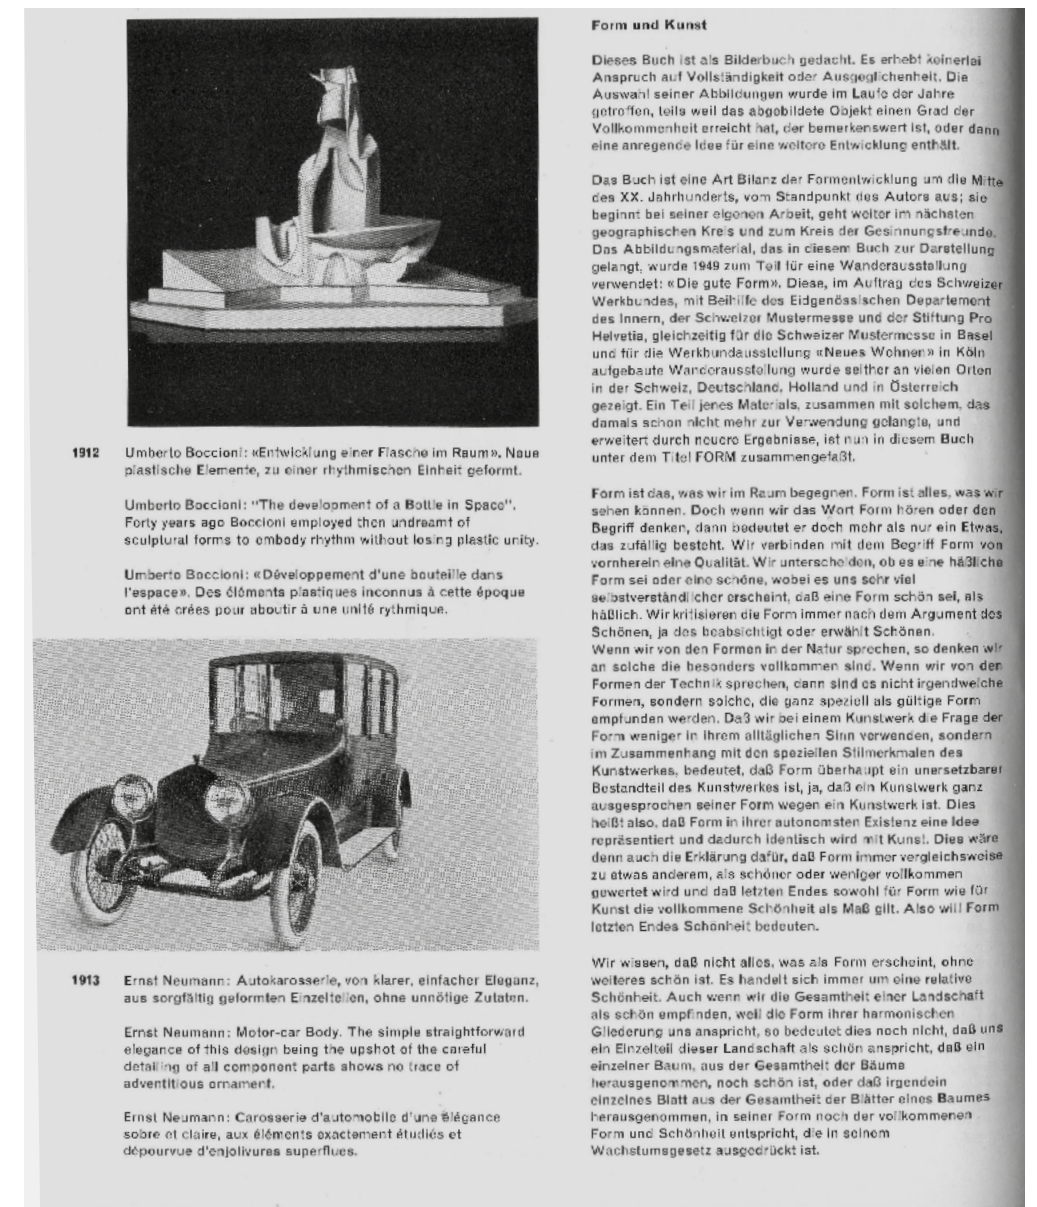 1912 Umberto Boccioni: «Entwicklung einer Flasche im Raum». Neue
plastische Elemente, zu einer rhythmischen Einheit geformt.
Umberto Boccioni: "The development of a Bottle in Space".
Forty years ago Boccioni employed then undreamt of
sculptural forms to embody rhythm without losing plastic unity.
Umberto Boccioni: «Développement d'une bouteille dans
l'espace». Des éléments plastiques inconnus à cette époque
ont été crées pour aboutir à une unité rythmique.
1913 Ernst Neumann: Autokarosserie, von klarer, einfacher Eleganz,
aus sorgfältig geformten Einzelteilen, ohne unnötige Zutaten.
Ernst Neumann: Motor-car Body. The simple straightforward
elegance of this design being the upshot of the careful
detailing of all component parts shows no trace of
adventitious ornament.
Ernst Neumann: Carosserie d'automobile d'une élégance
sobre et claire, aux éléments exactement étudiés et
dépourvue d'enjolivures superflues.
Form und Kunst
Dieses Buch ist als Bilderbuch gedacht. Es erhebt keinerlei
Anspruch auf Vollständigkeit oder Ausgeglichenheit. Die
Auswahl seiner Abbildungen wurde im Laufe der Jahre
getroffen, teils weil das abgebildete Objekt einen Grad der
Vollkommenheit erreicht hat, der bemerkenswert ist, oder dann
eine anregende Idee für eine weitere Entwicklung enthält.
Das Buch ist eine Art Bilanz der Formentwicklung um die Mitte
des XX. Jahrhunderts, vom Standpunkt des Autors aus; sie
beginnt bei seiner eigenen Arbeit, geht weiter im nächsten
geographischen Kreis und zum Kreis der Gesinnungsfreunde.
Das Abbildungsmaterial, das in diesem Buch zur Darstellung
gelangt, wurde 1949 zum Teil für eine Wanderausstellung
verwendet: «Die gute Form». Diese, im Auftrag des Schweizer
Werkbundes, mit Beihilfe des Eidgenössischen Departement
des Innern, der Schweizer Mustermesse und der Stiftung Pro
Helvetia, gleichzeitig für die Schweizer Mustermesse in Basel
und für die Werkbundausstellung «Neues Wohnen» in Köln
aufgebaute Wanderausstellung wurde seither an vielen Orten
in der Schweiz, Deutschland, Holland und in Österreich
gezeigt. Ein Teil jenes Materials, zusammen mit solchem, das
damals schon nicht mehr zur Verwendung gelangte, und
erweitert durch neuere Ergebnisse, ist nun in diesem Buch
unter dem Titel FORM zusammengefaßt.
Form ist das, was wir im Raum begegnen. Form ist alles, was wir
sehen können. Doch wenn wir das Wort Form hören oder den
Begriff denken, dann bedeutet er doch mehr als nur ein Etwas,
das zufällig besteht. Wir verbinden mit dem Begriff Form von
vornherein eine Qualität. Wir unterscheiden, ob es eine häßliche
Form sei oder eine schöne, wobei es uns sehr viel
selbstverständlicher erscheint, daß eine Form schön sei, als
häßlich. Wir kritisieren die Form immer nach dem Argument des
Schönen, ja des beabsichtigt oder erwählt Schönen.
Wenn wir von den Formen in der Natur sprechen, so denken wir
an solche die besonders vollkommen sind. Wenn wir von den
Formen der Technik sprechen, dann sind es nicht irgendwelche
Formen, sondern solche, die ganz speziell als gültige Form
empfunden werden. Daß wir bei einem Kunstwerk die Frage der
Form weniger in ihrem alltäglichen Sinn verwenden, sondern
im Zusammenhang mit den speziellen Stilmerkmalen des
Kunstwerkes, bedeutet, daß Form überhaupt ein unersetzbarer
Bestandteil des Kunstwerkes ist, ja, daß ein Kunstwerk ganz
ausgesprochen seiner Form wegen ein Kunstwerk ist. Dies
heißt also, daß Form in ihrer autonomsten Existenz eine Idee
repräsentiert und dadurch identisch wird mit Kunst. Dies wäre
denn auch die Erklärung dafür, daß Form immer vergleichsweise
zu etwas anderem, als schöner oder weniger vollkommen
gewertet wird und daß letzten Endes sowohl für Form wie für
Kunst die vollkommene Schönheit als Maß gilt. Also will Form
letzten Endes Schönheit bedeuten.
Wir wissen, daß nicht alles, was als Form erscheint, ohne
weiteres schön ist. Es handelt sich immer um eine relative
Schönheit. Auch wenn wir die Gesamtheit einer Landschaft
als schön empfinden, weil die Form ihrer harmonischen
Gliederung uns anspricht, so bedeutet dies noch nicht, daß uns
ein Einzelteil dieser Landschaft als schön anspricht, daß ein
einzelner Baum, aus der Gesamtheit der Bäume
herausgenommen, noch schön ist, oder daß irgendein
einzelnes Blatt aus der Gesamtheit der Blätter eines Baumes
herausgenommen, in seiner Form noch der vollkommenen
Form und Schönheit entspricht, die in seinem
Wachstumsgesetz ausgedrückt ist.